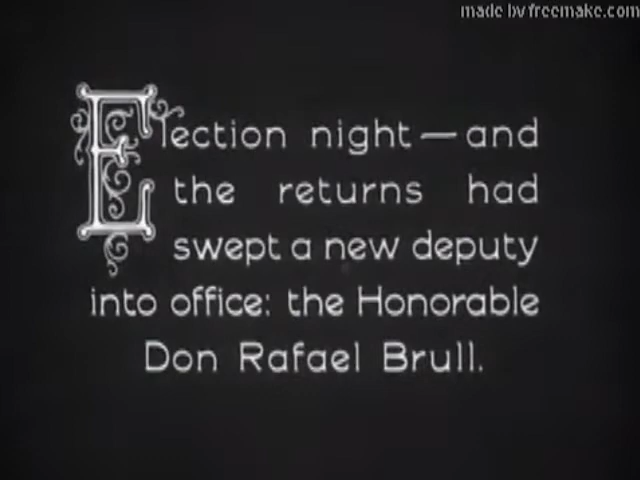 made by freemake.com
Election night — and
the returns had
swept a new deputy
into office: the Honorable
Don Rafael Brull.